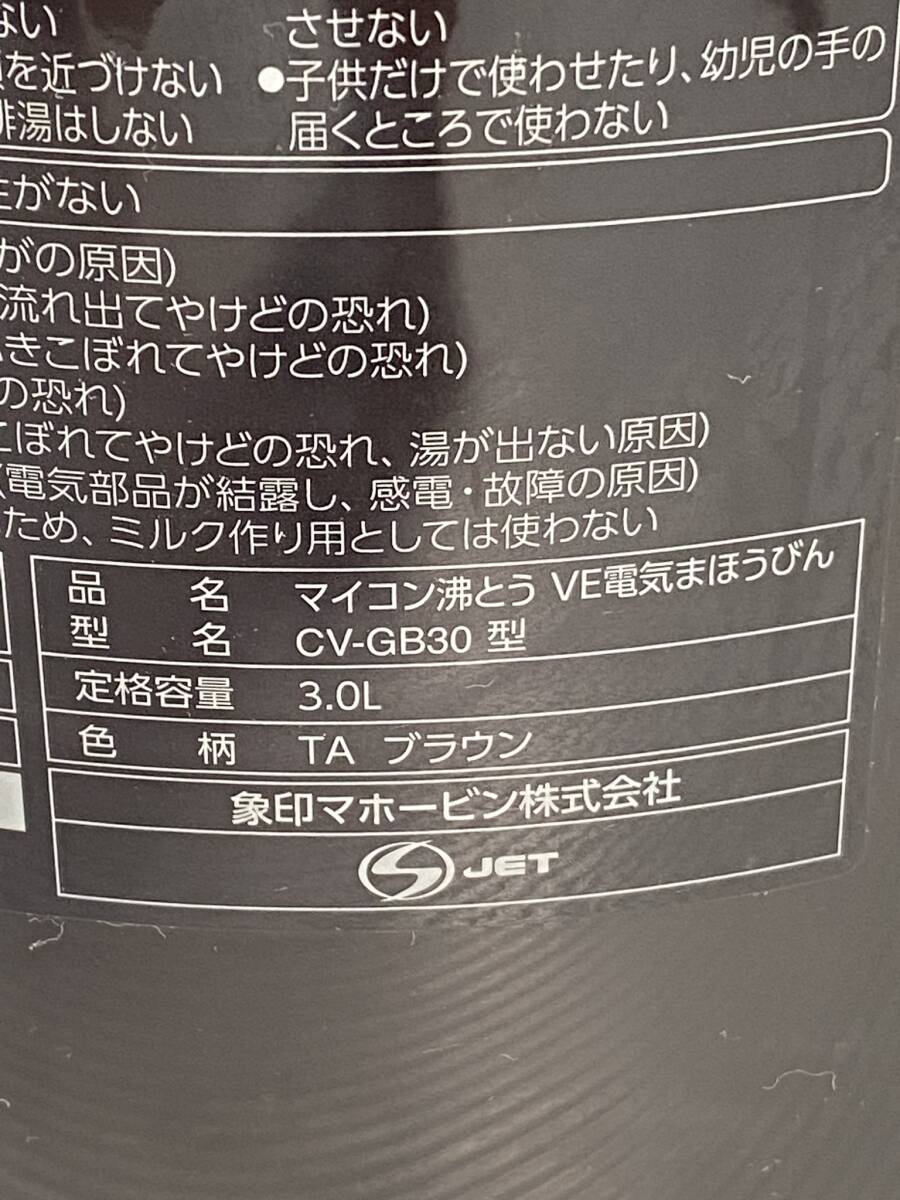 ない
させない
を近づけない
●子供だけで使わせたり、幼児の手の
排湯はしない
届くところで使わない
がない
がの原因)
流れ出てやけどの恐れ)
きこぼれてやけどの恐れ)
の恐れ)
こぼれてやけどの恐れ、湯が出ない原因)
(電気部品が結露し、感電・故障の原因)
ため、ミルク作り用としては使わない
品 名 マイコン沸とう VE電気まほうびん
型 名 CV-GB30 型
定格容量 3.0L
色 柄 TA ブラウン
象印マホービン株式会社
S JET